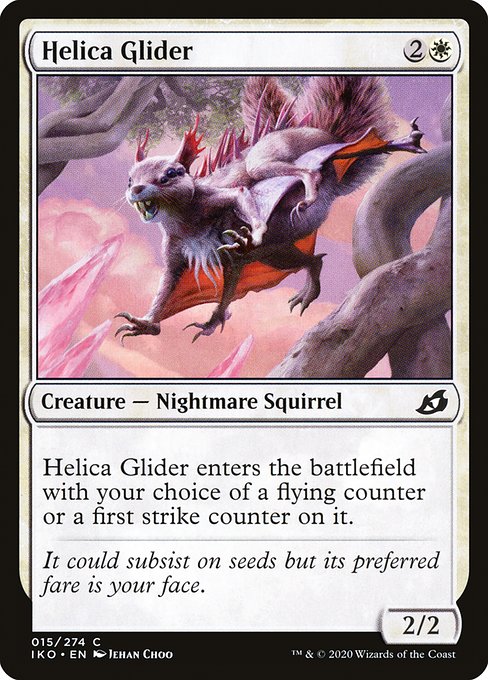 Helica Glider 2
Creature — Nightmare Squirrel
Helica Glider enters the battlefield
with your choice of a flying counter
or a first strike counter on it.
It could subsist on seeds but its preferred
fare is your face.
2/2
015/274 C
IKO • EN Jehan Choo
™ & © 2020 Wizards of the Coast